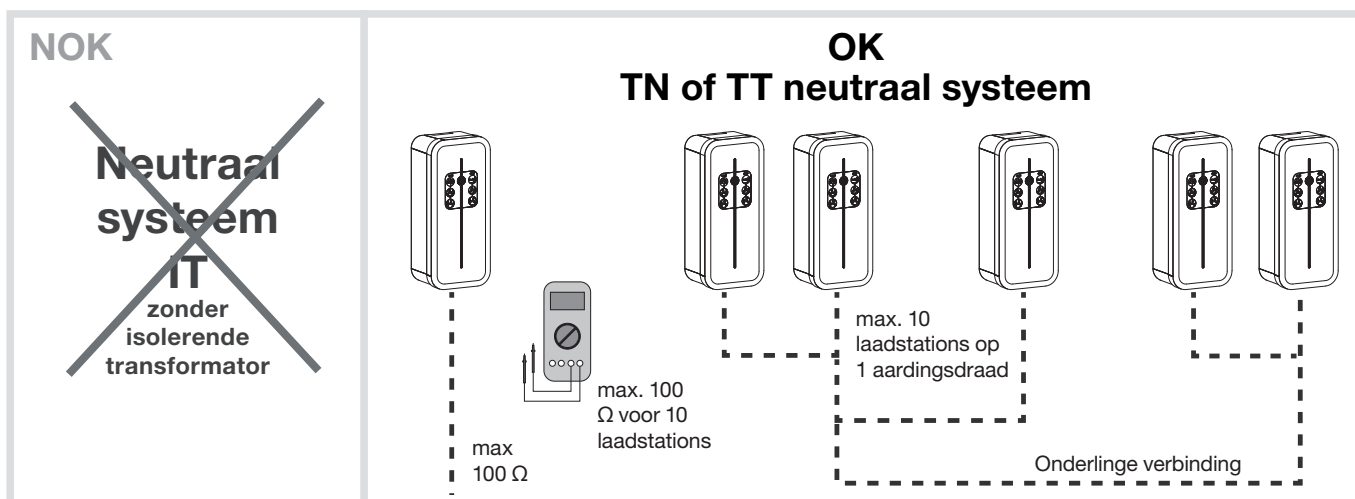 NOK
Neutraal
systeem
IT
zonder
isolerende
transformator
OK
TN of TT neutraal systeem
max
100 Ω
max. 100
Ω voor 10
laadstations
max. 10
laadstations op
1 aardingsdraad
Onderlinge verbinding